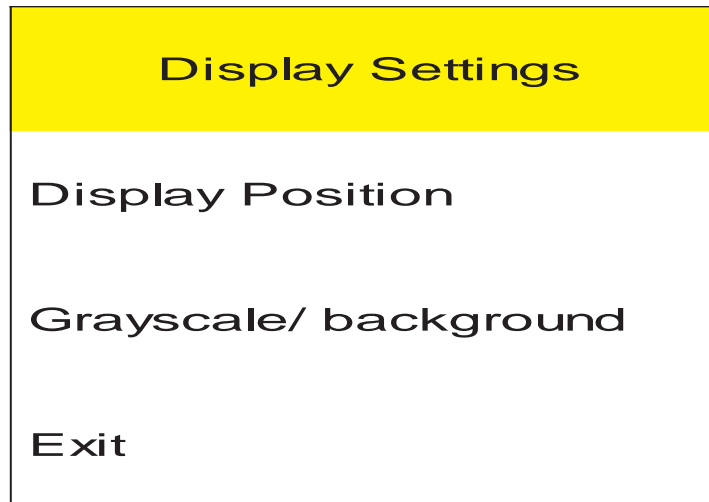 Display Settings
Display Position
Grayscale/ background
Exit